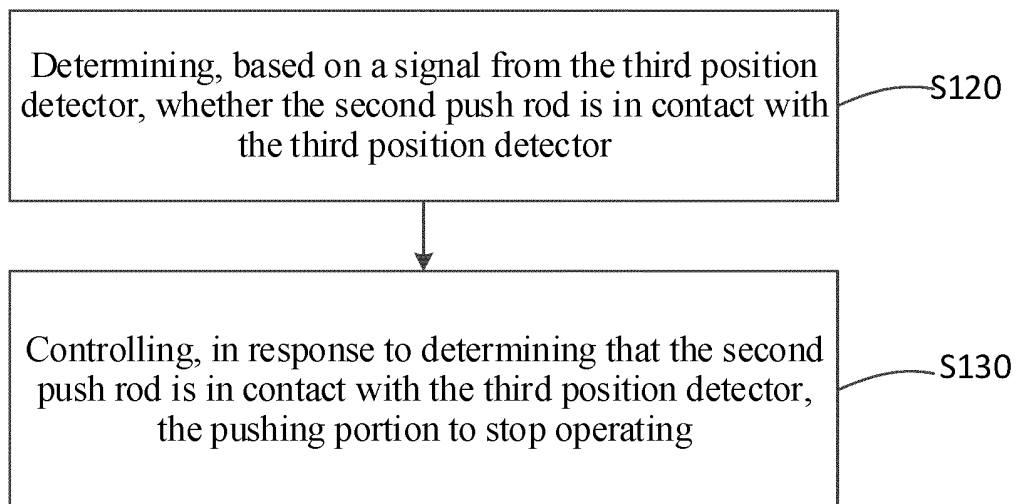 Determining, based on a signal from the third position
detector, whether the second push rod is in contact with
the third position detector
S120
Controlling, in response to determining that the second
push rod is in contact with the third position detector,
the pushing portion to stop operating
S130